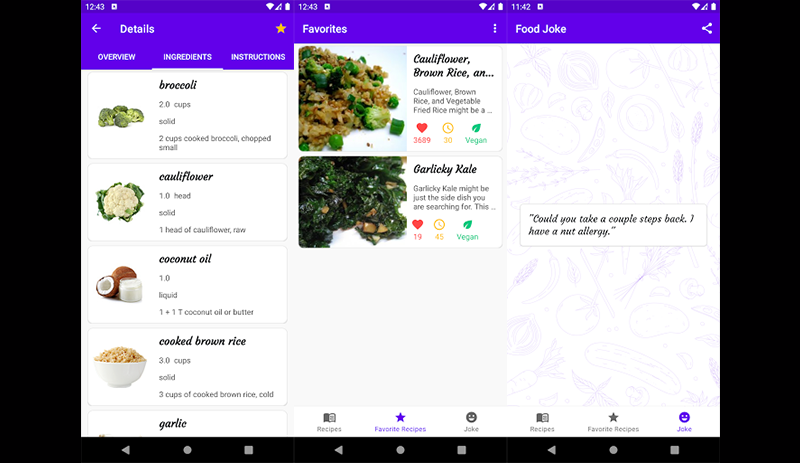 12:43
Details
OVERVIEW INGREDIENTS INSTRUCTIONS
broccoli
2.0 cups
solid
2 cups cooked broccoli, chopped
small
cauliflower
1.0 head
solid
1 head of cauliflower, raw
coconut oil
1.0
liquid
1 + 1 T coconut oil or butter
cooked brown rice
3.0 cups
solid
3 cups of cooked brown rice, cold
garlic
12:43
Favorites
Cauliflower,
Brown Rice, an...
Cauliflower, Brown
Rice, and Vegetable
Fried Rice might be a ...
3689 30 Vegan
Garlicky Kale
Garlicky Kale might be
just the side dish you
are searching for. This ...
19 45 Vegan
Recipes Favorite Recipes Joke
11:42
Food Joke
"Could you take a couple steps back. I
have a nut allergy."
Recipes Favorite Recipes Joke